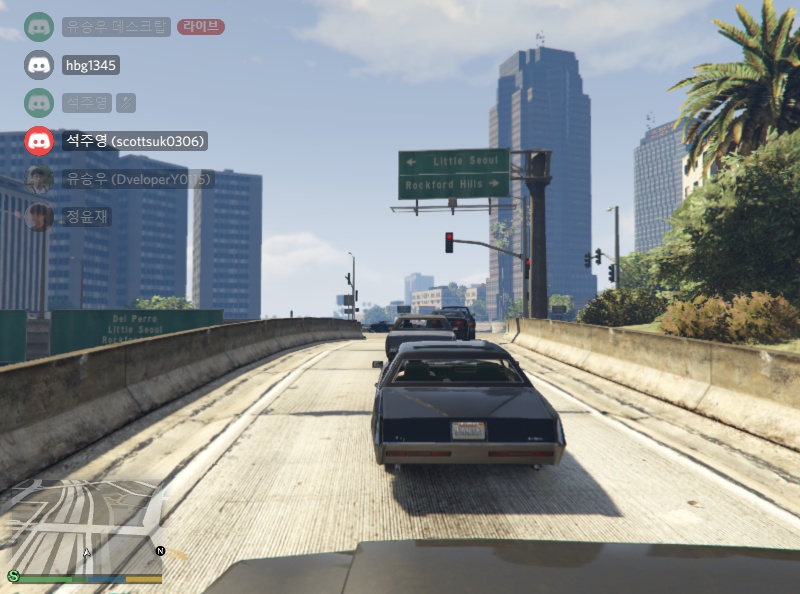 유승우 데스크탑 라이브
hbg1345
석주영
석주영 (scottsuk0306)
유승우 (DveloperY0115)
정윤재
Little Seoul
Rockford Hills
Del Perro
Little Seoul
N
S